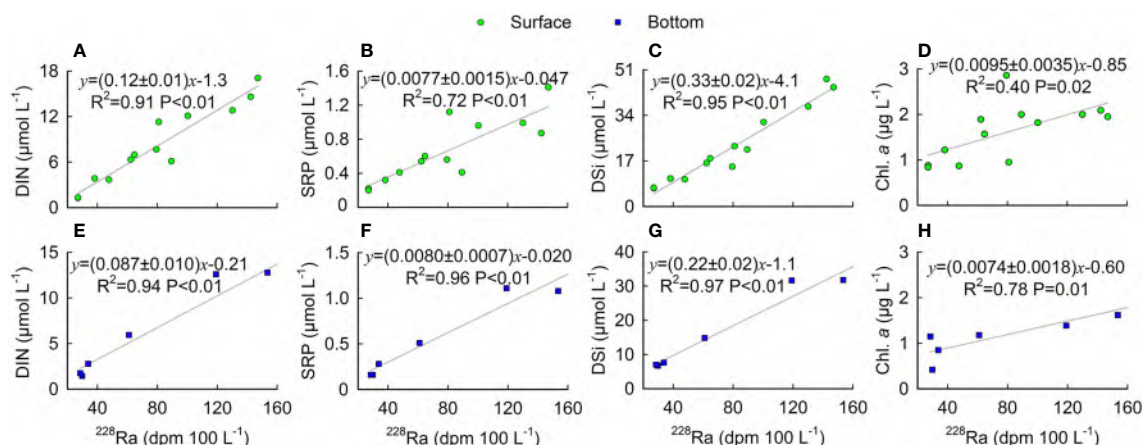 Surface Bottom
A B C D
y=(0.12±0.01)x-1.3
R²=0.91 P<0.01
y=(0.0077±0.0015)x-0.047
R²=0.72 P<0.01
y=(0.33±0.02)x-4.1
R²=0.95 P<0.01
y=(0.0095±0.0035)x-0.85
R²=0.40 P=0.02
DIN (μmol L⁻¹)
18
12
6
0
SRP (μmol L⁻¹)
1.6
1.2
0.8
0.4
0.0
DSi (μmol L⁻¹)
51
34
17
0
Chl. a (μg L⁻¹)
3
2
1
0
E F G H
y=(0.087±0.010)x-0.21
R²=0.94 P<0.01
y=(0.0080±0.0007)x-0.020
R²=0.96 P<0.01
y=(0.22±0.02)x-1.1
R²=0.97 P<0.01
y=(0.0074±0.0018)x-0.60
R²=0.78 P=0.01
DIN (μmol L⁻¹)
15
10
5
0
SRP (μmol L⁻¹)
1.5
1.0
0.5
0.0
DSi (μmol L⁻¹)
40
30
20
10
0
Chl. a (μg L⁻¹)
3
2
1
0
40 80 120 160
40 80 120 160
40 80 120 160
40 80 120 160
²²⁸Ra (dpm 100 L⁻¹)
²²⁸Ra (dpm 100 L⁻¹)
²²⁸Ra (dpm 100 L⁻¹)
²²⁸Ra (dpm 100 L⁻¹)